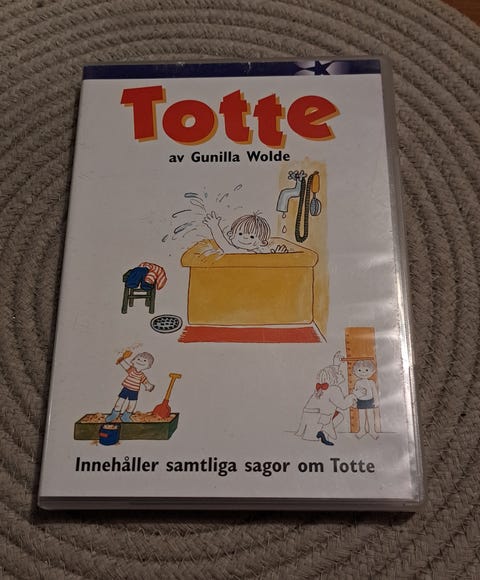 Totte
av Gunilla Wolde
Innehåller samtliga sagor om Totte